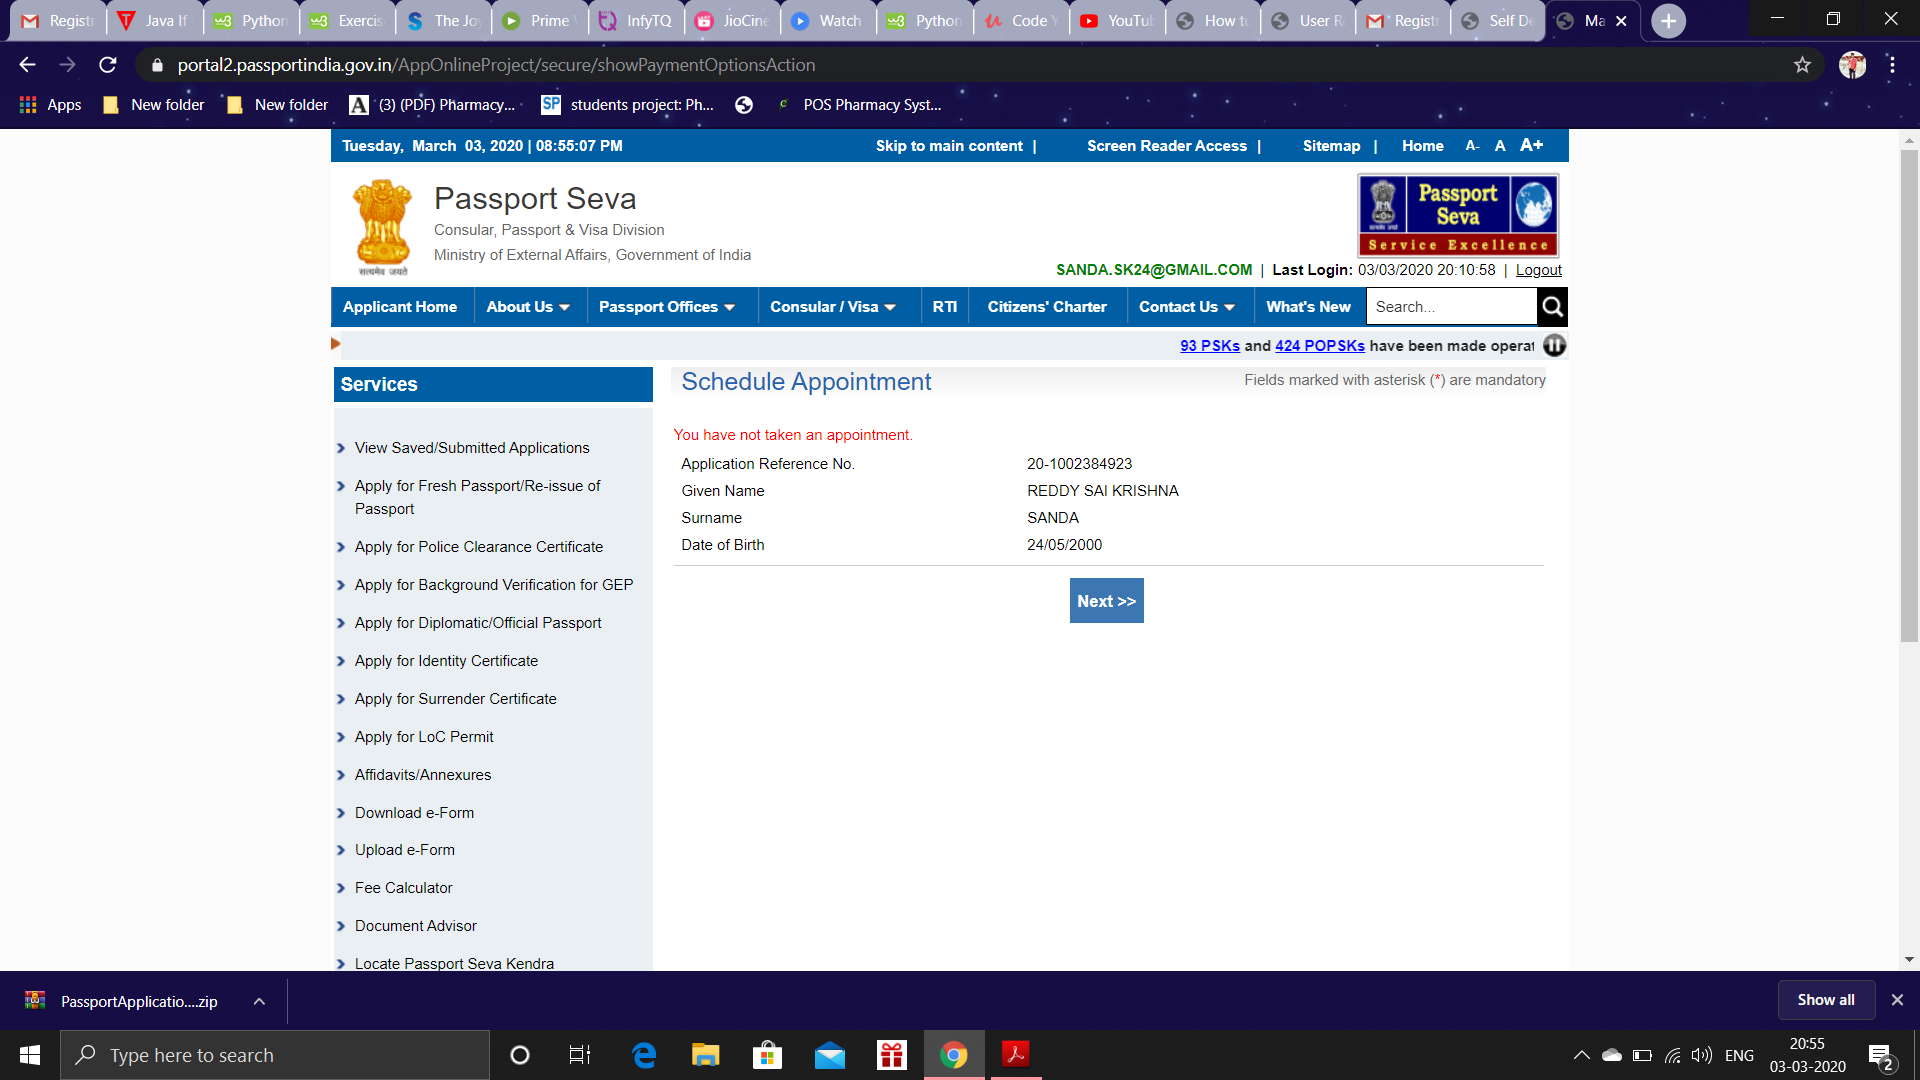 Registr
Java If
Python
Exercis
The Jo
Prime
InfyTQ
JioCine
Watch
Python
Code Y
YouTub
How to
User R
Registr
Self De
Ma
portal2.passportindia.gov.in/AppOnlineProject/secure/showPaymentOptionsAction
Apps New folder New folder (3) (PDF) Pharmacy... students project: Ph... POS Pharmacy Syst...
Tuesday, March 03, 2020 | 08:55:07 PM Skip to main content | Screen Reader Access | Sitemap | Home A- A A+
Passport Seva
Consular, Passport & Visa Division
Ministry of External Affairs, Government of India
सत्यमेव जयते
Passport
Seva
Service Excellence
SANDA.SK24@GMAIL.COM | Last Login: 03/03/2020 20:10:58 | Logout
Applicant Home About Us Passport Offices Consular / Visa RTI Citizens' Charter Contact Us What's New Search...
93 PSKs and 424 POPSKs have been made operat
Services
View Saved/Submitted Applications
Apply for Fresh Passport/Re-issue of
Passport
Apply for Police Clearance Certificate
Apply for Background Verification for GEP
Apply for Diplomatic/Official Passport
Apply for Identity Certificate
Apply for Surrender Certificate
Apply for LoC Permit
Affidavits/Annexures
Download e-Form
Upload e-Form
Fee Calculator
Document Advisor
Locate Passport Seva Kendra
Schedule Appointment Fields marked with asterisk (*) are mandatory
You have not taken an appointment.
Application Reference No. 20-1002384923
Given Name REDDY SAI KRISHNA
Surname SANDA
Date of Birth 24/05/2000
Next >>
PassportApplicatio....zip Show all
Type here to search
ENG
20:55
03-03-2020
2